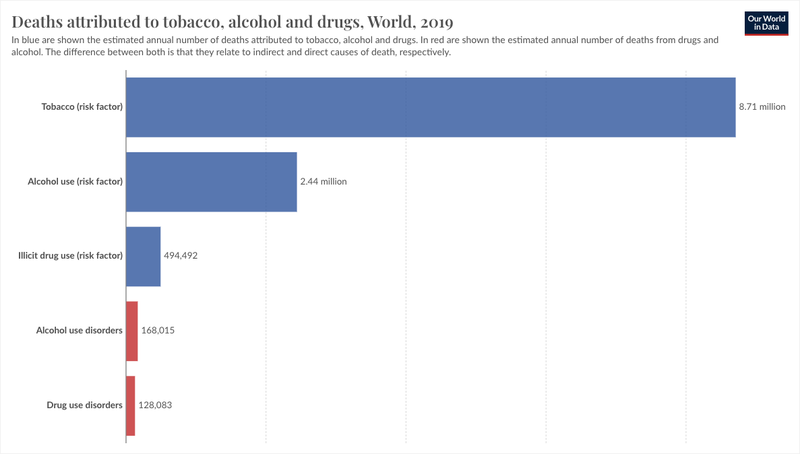 Deaths attributed to tobacco, alcohol and drugs, World, 2019
Our World
in Data
In blue are shown the estimated annual number of deaths attributed to tobacco, alcohol and drugs. In red are shown the estimated annual number of deaths from drugs and
alcohol. The difference between both is that they relate to indirect and direct causes of death, respectively.
Tobacco (risk factor)
8.71 million
Alcohol use (risk factor)
2.44 million
Illicit drug use (risk factor)
494,492
Alcohol use disorders
168,015
Drug use disorders
128,083